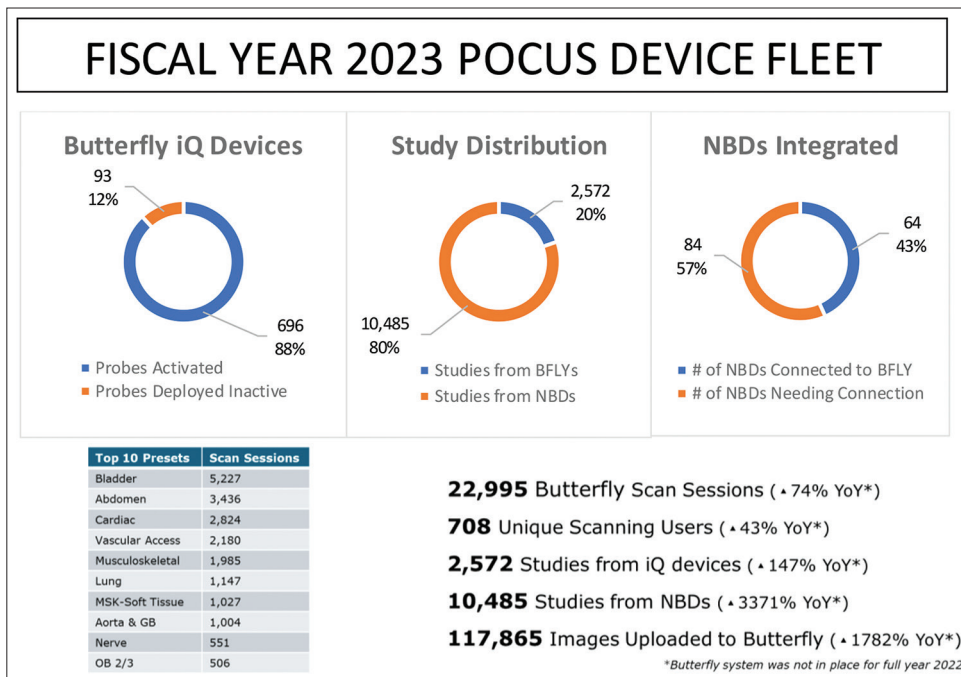 FISCAL YEAR 2023 POCUS DEVICE FLEET
Butterfly iQ Devices
93
12%
696
88%
Probes Activated
Probes Deployed Inactive
Study Distribution
2,572
20%
10,485
80%
Studies from BFLYs
Studies from NBDs
NBDs Integrated
64
43%
84
57%
# of NBDs Connected to BFLY
# of NBDs Needing Connection
Top 10 Presets Scan Sessions
Bladder 5,227
Abdomen 3,436
Cardiac 2,824
Vascular Access 2,180
Musculoskeletal 1,985
Lung 1,147
MSK-Soft Tissue 1,027
Aorta & GB 1,004
Nerve 551
OB 2/3 506
22,995 Butterfly Scan Sessions (▲74% YoY*)
708 Unique Scanning Users (▲43% YoY*)
2,572 Studies from iQ devices (▲147% YoY*)
10,485 Studies from NBDs (▲3371% YoY*)
117,865 Images Uploaded to Butterfly (▲1782% YoY*)
*Butterfly system was not in place for full year 2022